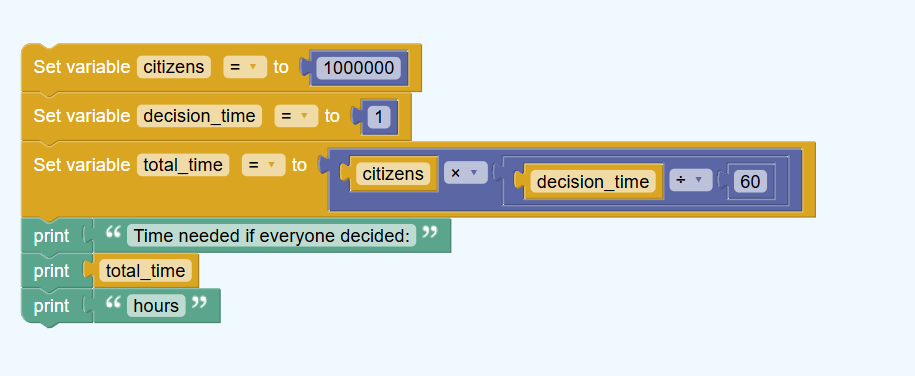 Set variable citizens = to 1000000
Set variable decision_time = to 1
Set variable total_time = to citizens × decision_time ÷ 60
print “ Time needed if everyone decided: ”
print total_time
print “ hours ”